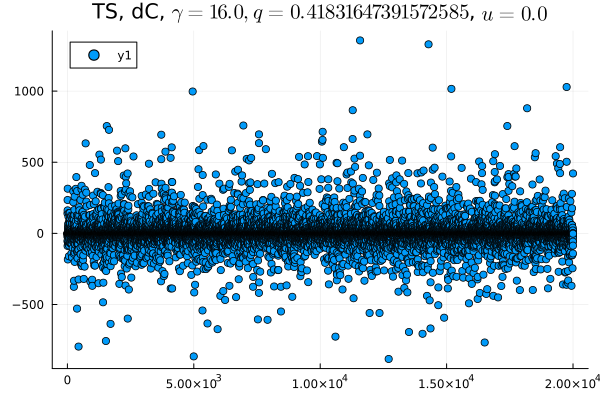 TS, dC, γ = 16.0, q = 0.41831647391572585, u = 0.0
y1
1000
500
0
−500
0 5.00×10³ 1.00×10⁴ 1.50×10⁴ 2.00×10⁴